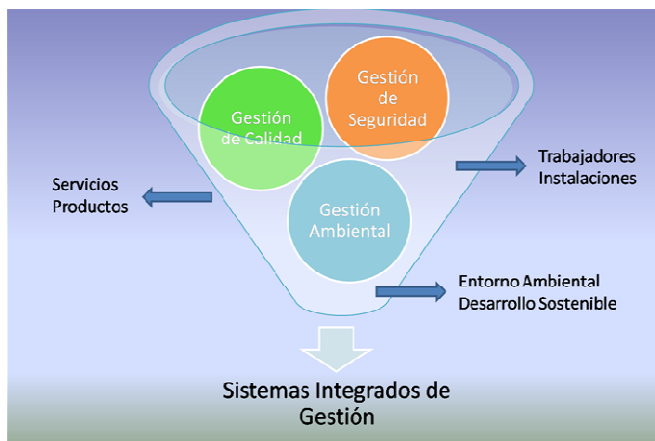 Gestión
de
Seguridad
Gestión
de Calidad
Trabajadores
Instalaciones
Servicios
Productos
Gestión
Ambiental
Entorno Ambiental
Desarrollo Sostenible
Sistemas Integrados de
Gestión